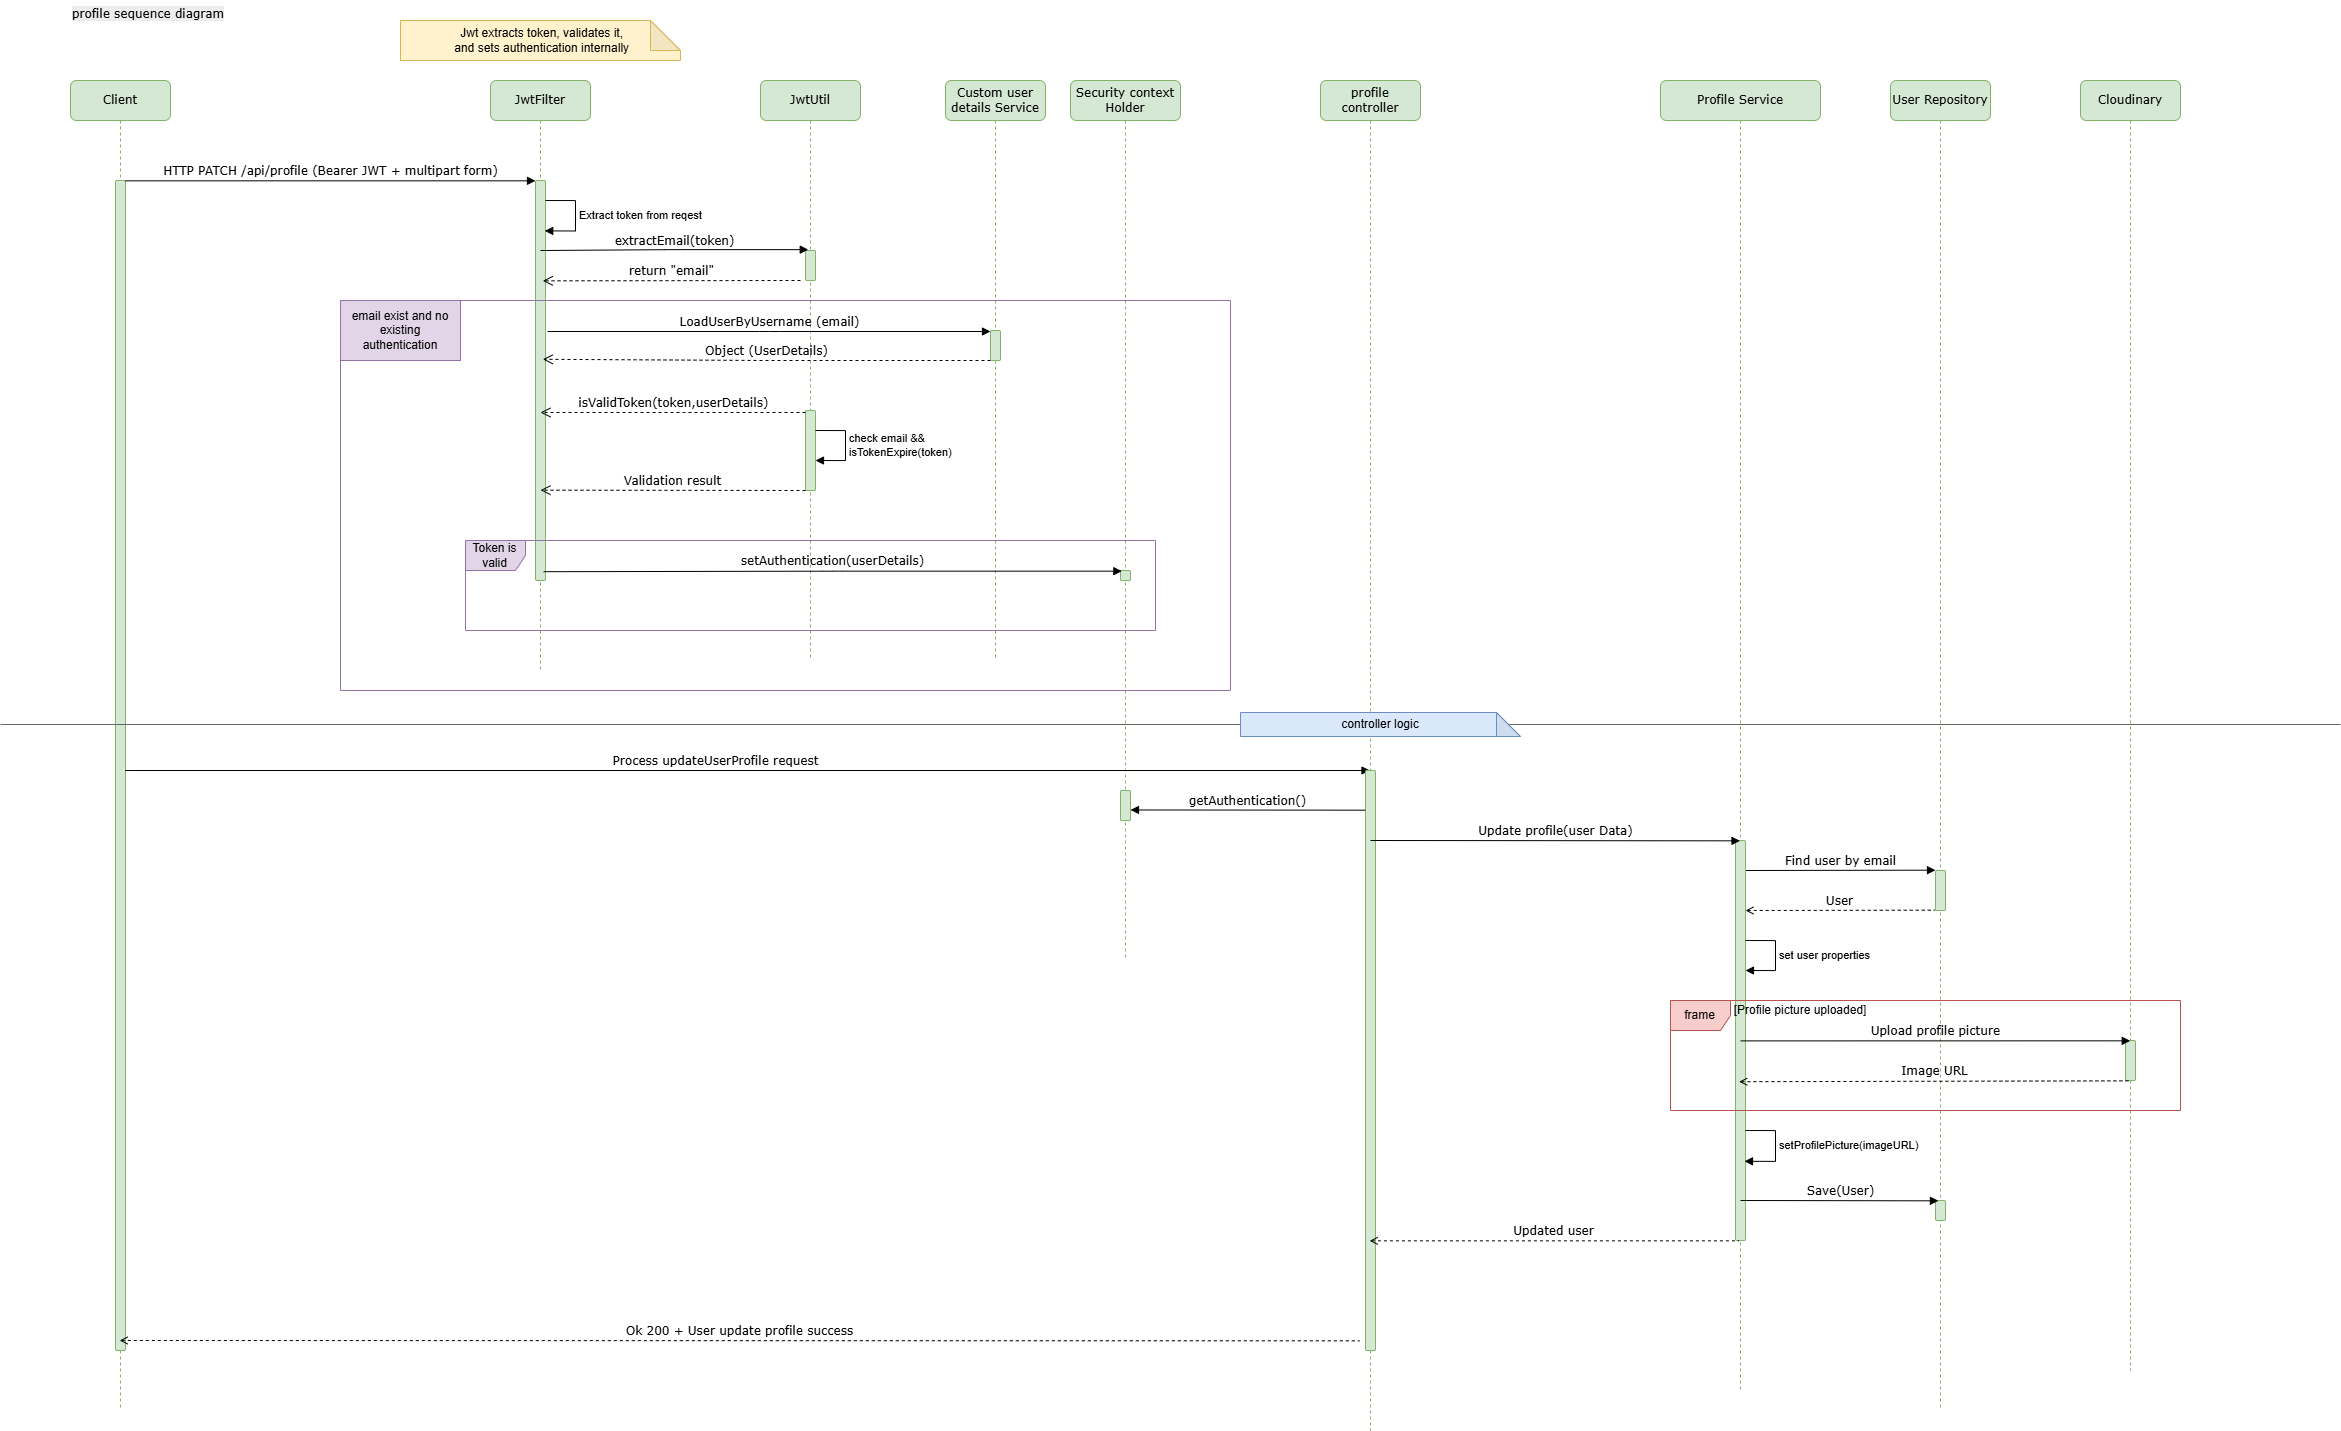 profile sequence diagram
Jwt extracts token, validates it,
and sets authentication internally
Client
JwtFilter
JwtUtil
Custom user
details Service
Security context
Holder
profile
controller
Profile Service
User Repository
Cloudinary
HTTP PATCH /api/profile (Bearer JWT + multipart form)
Extract token from reqest
extractEmail(token)
return "email"
email exist and no
existing
authentication
LoadUserByUsername (email)
Object (UserDetails)
isValidToken(token,userDetails)
check email &&
isTokenExpire(token)
Validation result
Token is
valid
setAuthentication(userDetails)
controller logic
Process updateUserProfile request
getAuthentication()
Update profile(user Data)
Find user by email
User
set user properties
frame
[Profile picture uploaded]
Upload profile picture
Image URL
setProfilePicture(imageURL)
Save(User)
Updated user
Ok 200 + User update profile success